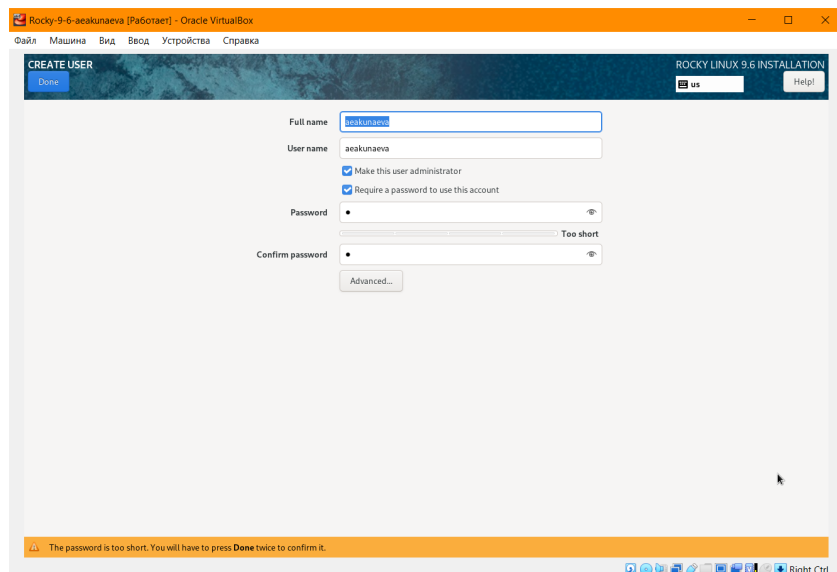 Rocky-9-6-aeakunaeva [Работает] - Oracle VirtualBox
Файл Машина Вид Ввод Устройства Справка
CREATE USER
ROCKY LINUX 9.6 INSTALLATION
Done
us
Help!
Full name
aeakunaeva
User name
aeakunaeva
Make this user administrator
Require a password to use this account
Password
Too short
Confirm password
Advanced...
The password is too short. You will have to press Done twice to confirm it.
Right Ctrl